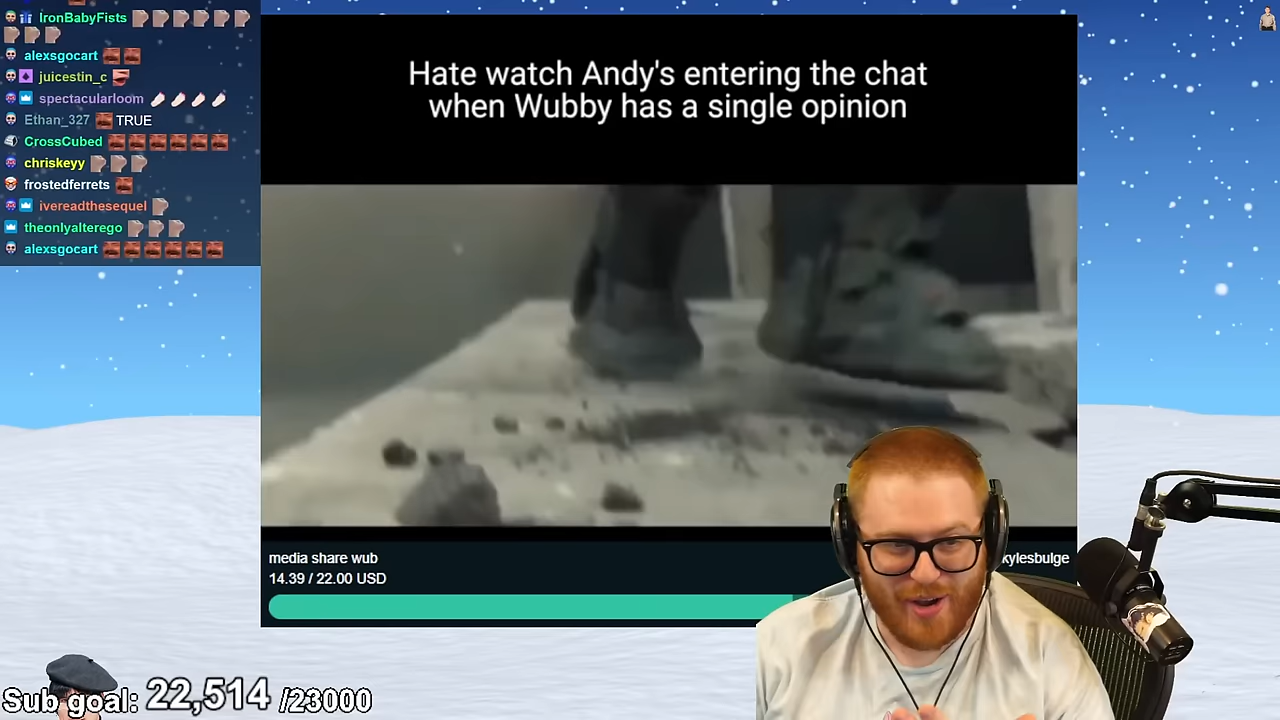 IronBabyFists
alexsgocart
juicestin_c
spectacularloom
Ethan_327 TRUE
CrossCubed
chriskeyy
frostedferrets
ivereadthesequel
theonlyalterego
alexsgocart
Hate watch Andy's entering the chat
when Wubby has a single opinion
media share wub
kylesbulge
14.39 / 22.00 USD
Sub goal: 22,514 /23000